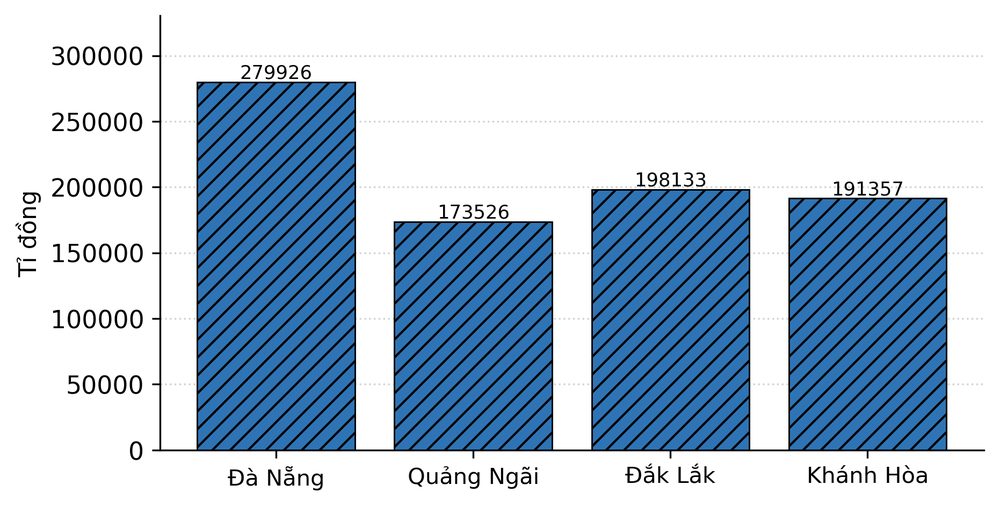 Tỉ đồng
300000
250000
200000
150000
100000
50000
0
279926
173526
198133
191357
Đà Nẵng
Quảng Ngãi
Đắk Lắk
Khánh Hòa